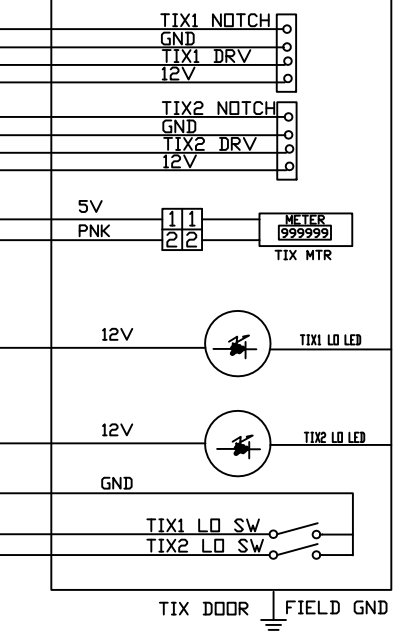 TIX1 NOTCH
GND
TIX1 DRV
12V
TIX2 NOTCH
GND
TIX2 DRV
12V
5V
1 1
METER
PNK
2 2
999999
TIX MTR
12V
TIX1 LO LED
12V
TIX2 LO LED
GND
TIX1 LO SW
TIX2 LO SW
TIX DOOR
FIELD GND